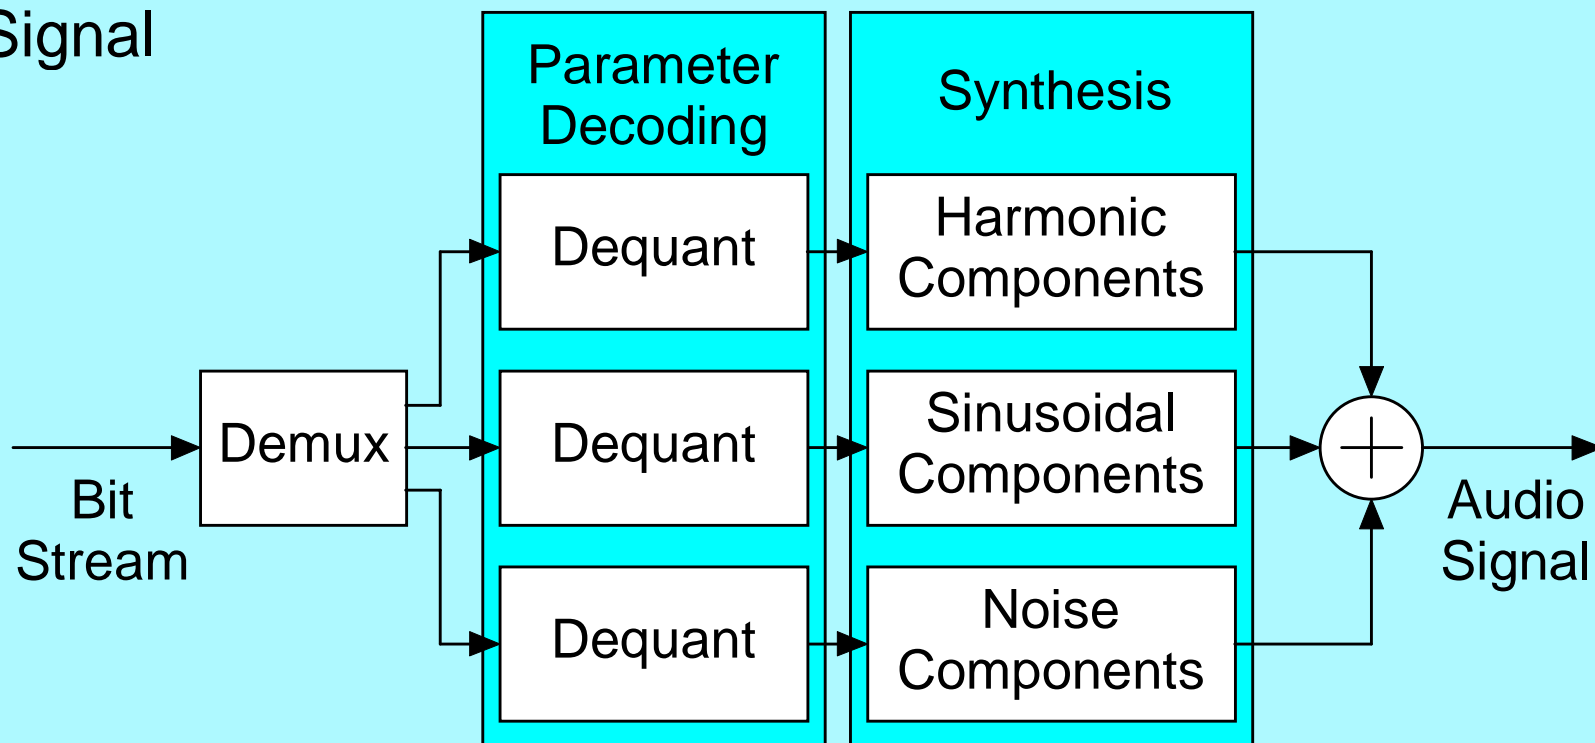 Signal
Parameter
Decoding
Synthesis
Dequant
Harmonic
Components
Demux
Dequant
Sinusoidal
Components
Bit
Stream
Audio
Signal
Dequant
Noise
Components